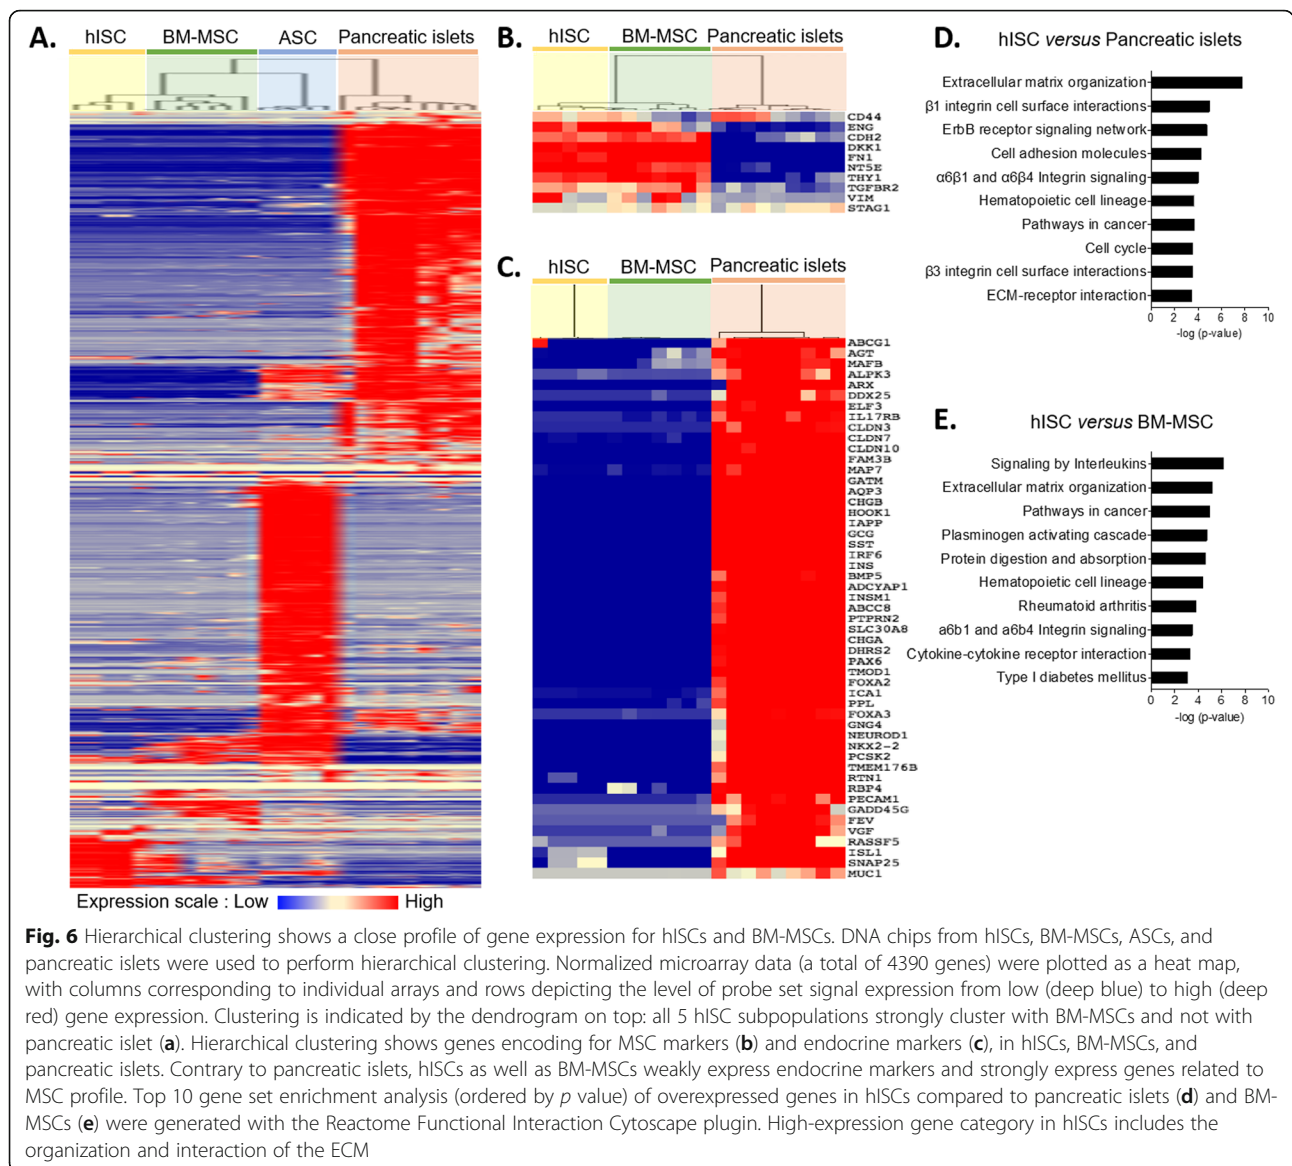 A.
hISC BM-MSC ASC Pancreatic islets
Expression scale : Low High
B.
hISC BM-MSC Pancreatic islets
CD44
ENG
CDH2
DKK1
FN1
NT5E
THY1
TGFBR2
VIM
STAG1
C.
hISC BM-MSC Pancreatic islets
ABCG1
AGT
MAFB
ALPK3
ARX
DDX25
ELF3
IL17RB
CLDN3
CLDN7
CLDN10
FAM3B
MAP7
GATM
AQP3
CHGB
HOOK1
IAPP
GCG
SST
IRF6
INS
BMP5
ADCYAP1
INSM1
ABCC8
PTPRN2
SLC30A8
CHGA
DHRS2
PAX6
TMOD1
FOXA2
ICA1
PPL
FOXA3
GNG4
NEUROD1
NKX2-2
PCSK2
TMEM176B
RTN1
RBP4
PECAM1
GADD45G
FEV
VGF
RASSF5
ISL1
SNAP25
MUC1
D.
hISC versus Pancreatic islets
Extracellular matrix organization
β1 integrin cell surface interactions
ErbB receptor signaling network
Cell adhesion molecules
α6β1 and α6β4 Integrin signaling
Hematopoietic cell lineage
Pathways in cancer
Cell cycle
β3 integrin cell surface interactions
ECM-receptor interaction
0 2 4 6 8 10
-log (p-value)
E.
hISC versus BM-MSC
Signaling by Interleukins
Extracellular matrix organization
Pathways in cancer
Plasminogen activating cascade
Protein digestion and absorption
Hematopoietic cell lineage
Rheumatoid arthritis
a6b1 and a6b4 Integrin signaling
Cytokine-cytokine receptor interaction
Type I diabetes mellitus
0 2 4 6 8 10
-log (p-value)
Fig. 6 Hierarchical clustering shows a close profile of gene expression for hISCs and BM-MSCs. DNA chips from hISCs, BM-MSCs, ASCs, and
pancreatic islets were used to perform hierarchical clustering. Normalized microarray data (a total of 4390 genes) were plotted as a heat map,
with columns corresponding to individual arrays and rows depicting the level of probe set signal expression from low (deep blue) to high (deep
red) gene expression. Clustering is indicated by the dendrogram on top: all 5 hISC subpopulations strongly cluster with BM-MSCs and not with
pancreatic islet (a). Hierarchical clustering shows genes encoding for MSC markers (b) and endocrine markers (c), in hISCs, BM-MSCs, and
pancreatic islets. Contrary to pancreatic islets, hISCs as well as BM-MSCs weakly express endocrine markers and strongly express genes related to
MSC profile. Top 10 gene set enrichment analysis (ordered by p value) of overexpressed genes in hISCs compared to pancreatic islets (d) and BM-
MSCs (e) were generated with the Reactome Functional Interaction Cytoscape plugin. High-expression gene category in hISCs includes the
organization and interaction of the ECM